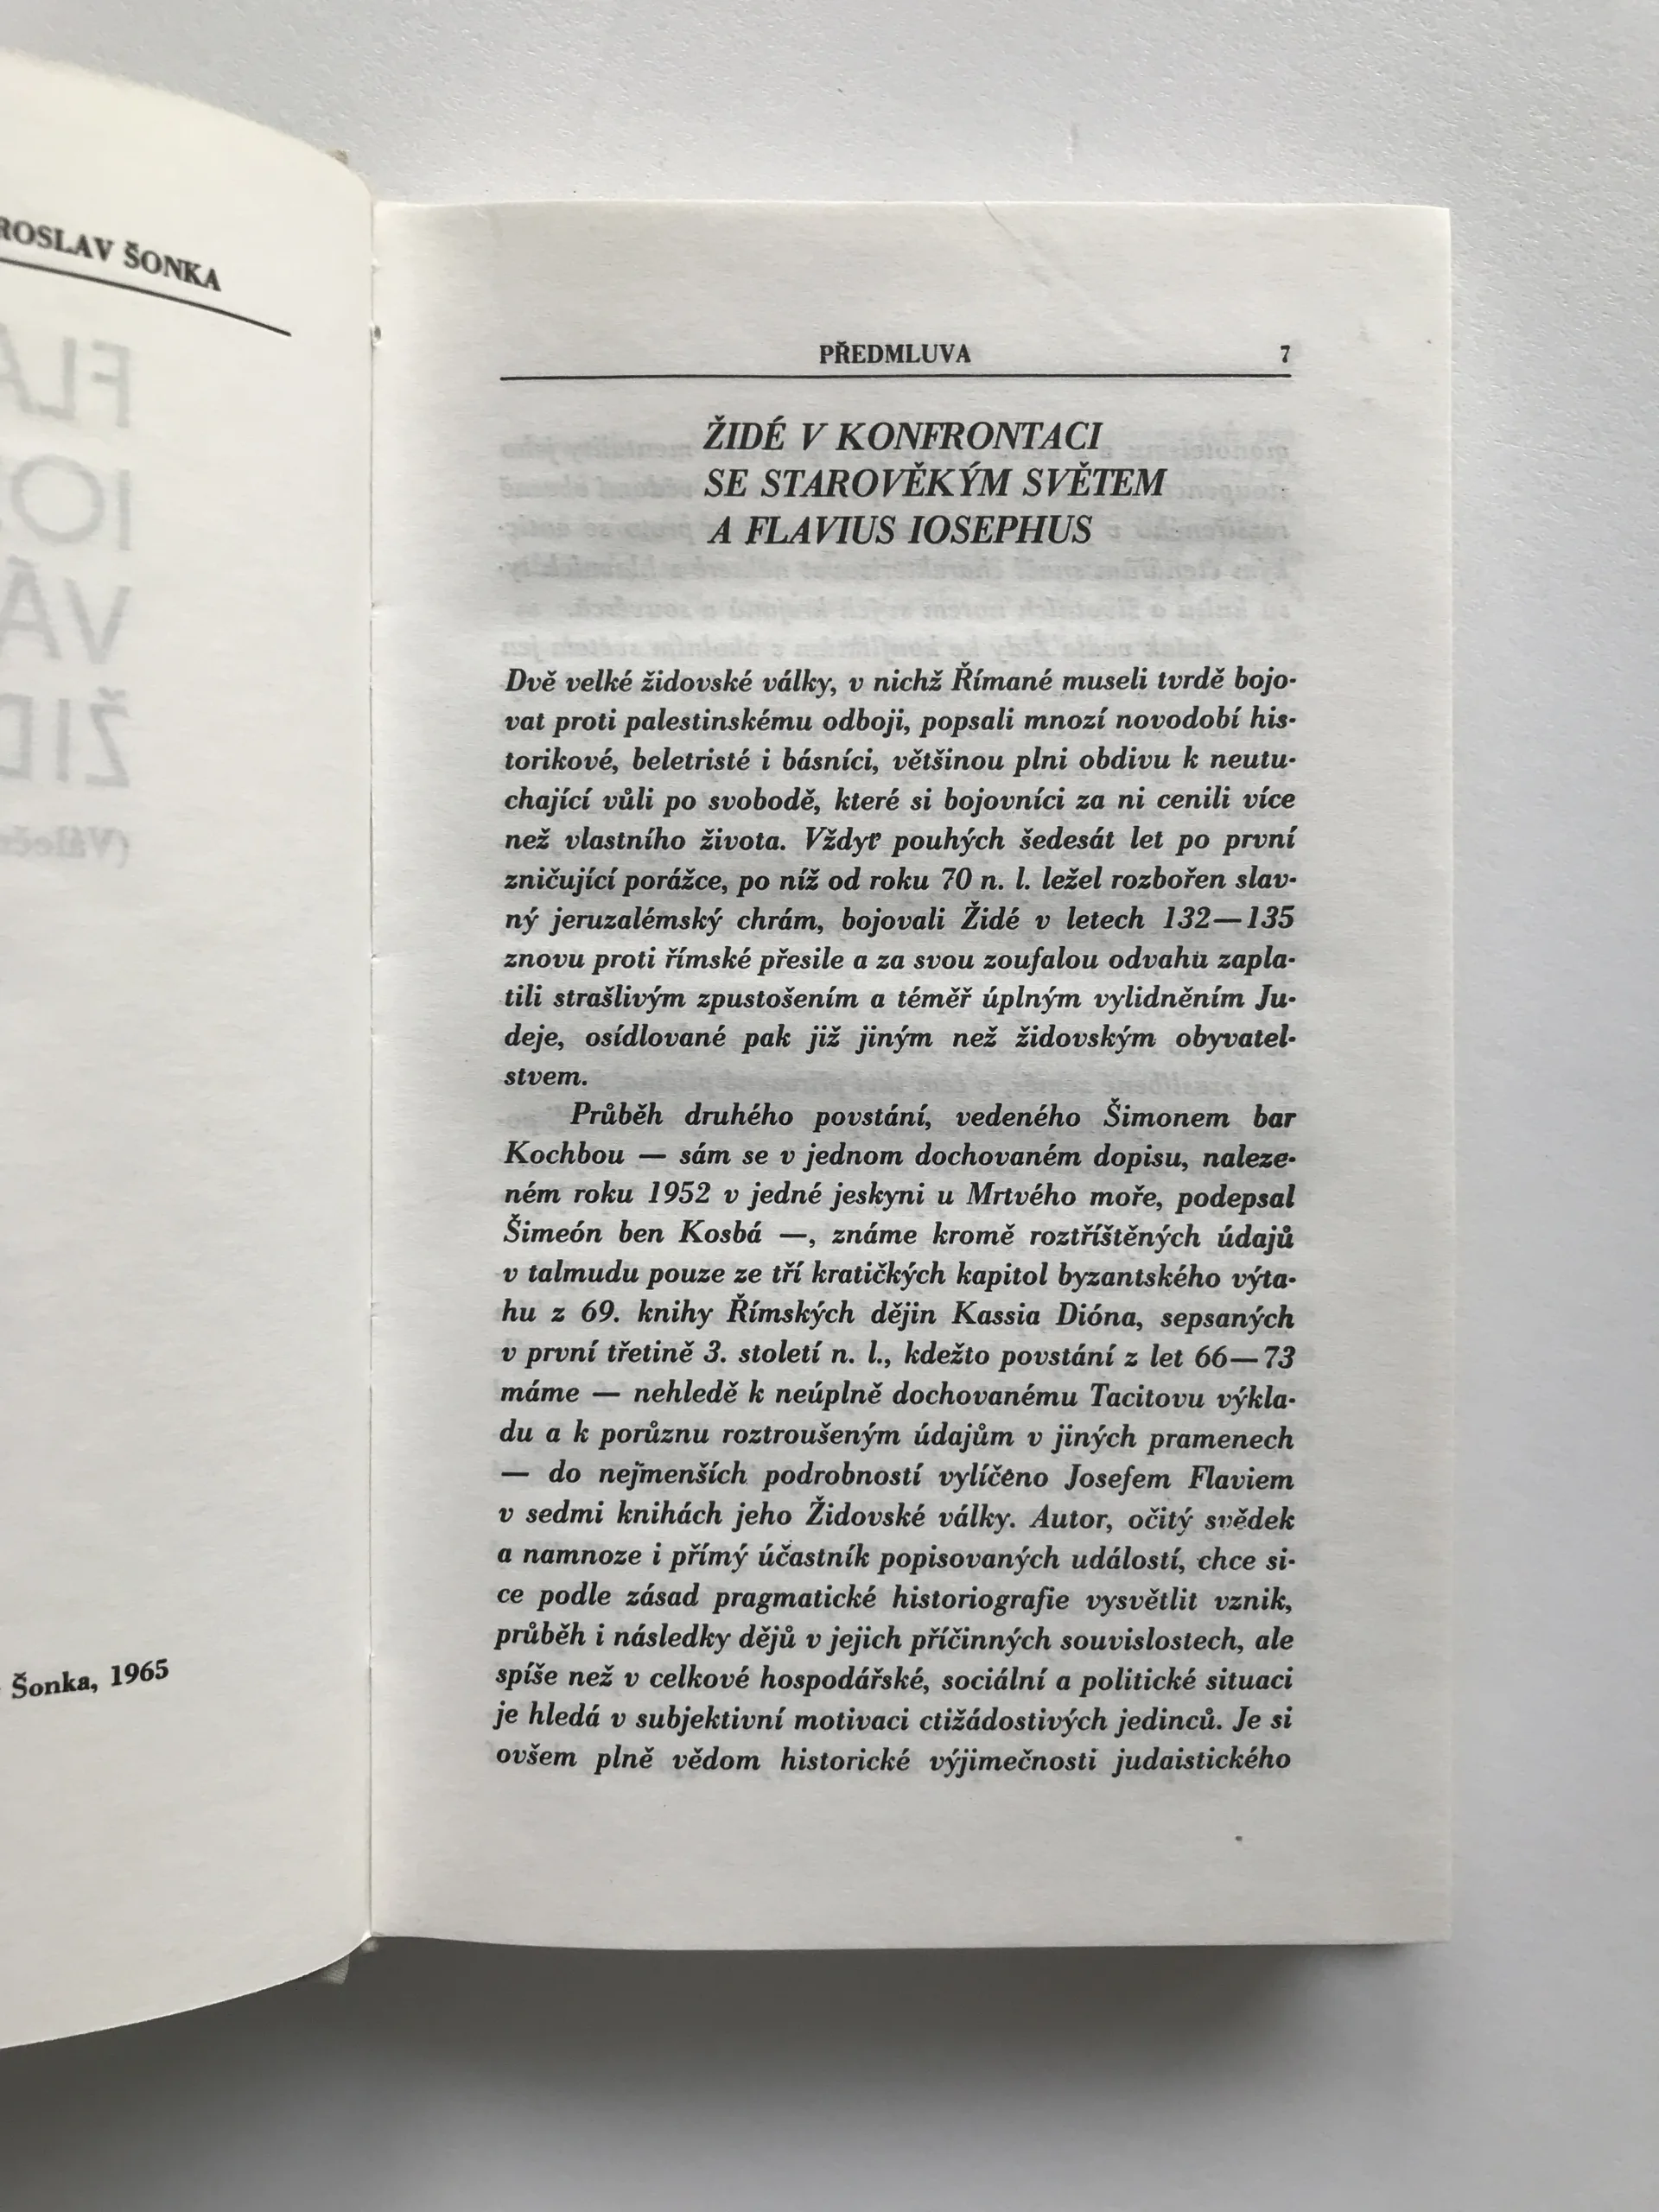 ROSLAV ŠONKA
Šonka, 1965
PŘEDMLUVA 7
ŽIDÉ V KONFRONTACI
SE STAROVĚKÝM SVĚTEM
A FLAVIUS IOSEPHUS
Dvě velké židovské války, v nichž Římané museli tvrdě bojo-
vat proti palestinskému odboji, popsali mnozí novodobí his-
torikové, beletristé i básníci, většinou plni obdivu k neutu-
chající vůli po svobodě, které si bojovníci za ni cenili více
než vlastního života. Vždyť pouhých šedesát let po první
zničující porážce, po níž od roku 70 n. l. ležel rozbořen slav-
ný jeruzalémský chrám, bojovali Židé v letech 132—135
znovu proti římské přesile a za svou zoufalou odvahu zapla-
tili strašlivým zpustošením a téměř úplným vylidněním Ju-
deje, osídlované pak již jiným než židovským obyvatel-
stvem.
Průběh druhého povstání, vedeného Šimonem bar
Kochbou — sám se v jednom dochovaném dopisu, naleze-
ném roku 1952 v jedné jeskyni u Mrtvého moře, podepsal
Šimeón ben Kosbá —, známe kromě roztříštěných údajů
v talmudu pouze ze tří kratičkých kapitol byzantského výta-
hu z 69. knihy Římských dějin Kassia Dióna, sepsaných
v první třetině 3. století n. l., kdežto povstání z let 66—73
máme — nehledě k neúplně dochovanému Tacitovu výkla-
du a k porůznu roztroušeným údajům v jiných pramenech
— do nejmenších podrobností vylíčeno Josefem Flaviem
v sedmi knihách jeho Židovské války. Autor, očitý svědek
a namnoze i přímý účastník popisovaných událostí, chce si-
ce podle zásad pragmatické historiografie vysvětlit vznik,
průběh i následky dějů v jejich příčinných souvislostech, ale
spíše než v celkové hospodářské, sociální a politické situaci
je hledá v subjektivní motivaci ctižádostivých jedinců. Je si
ovšem plně vědom historické výjimečnosti judaistického